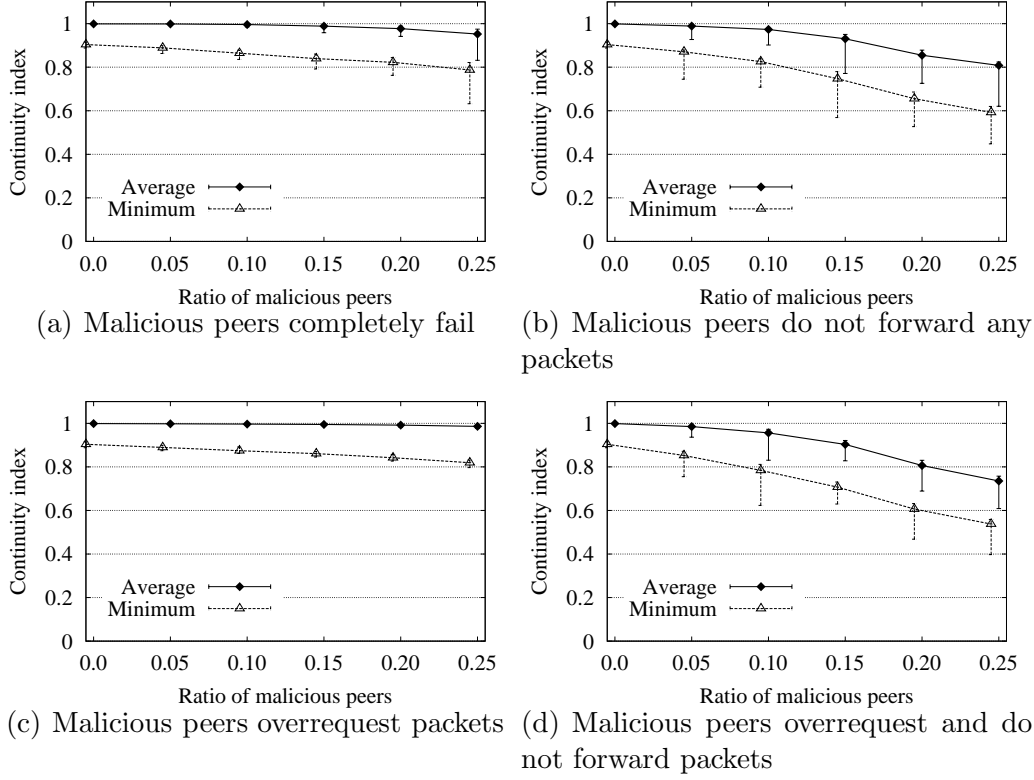 Continuity index
1
0.8
0.6
0.4
0.2
0
Average
Minimum
0.0 0.05 0.10 0.15 0.20 0.25
Ratio of malicious peers
(a) Malicious peers completely fail
Continuity index
1
0.8
0.6
0.4
0.2
0
Average
Minimum
0.0 0.05 0.10 0.15 0.20 0.25
Ratio of malicious peers
(b) Malicious peers do not forward any
packets
Continuity index
1
0.8
0.6
0.4
0.2
0
Average
Minimum
0.0 0.05 0.10 0.15 0.20 0.25
Ratio of malicious peers
(c) Malicious peers overrequest packets
Continuity index
1
0.8
0.6
0.4
0.2
0
Average
Minimum
0.0 0.05 0.10 0.15 0.20 0.25
Ratio of malicious peers
(d) Malicious peers overrequest and do
not forward packets